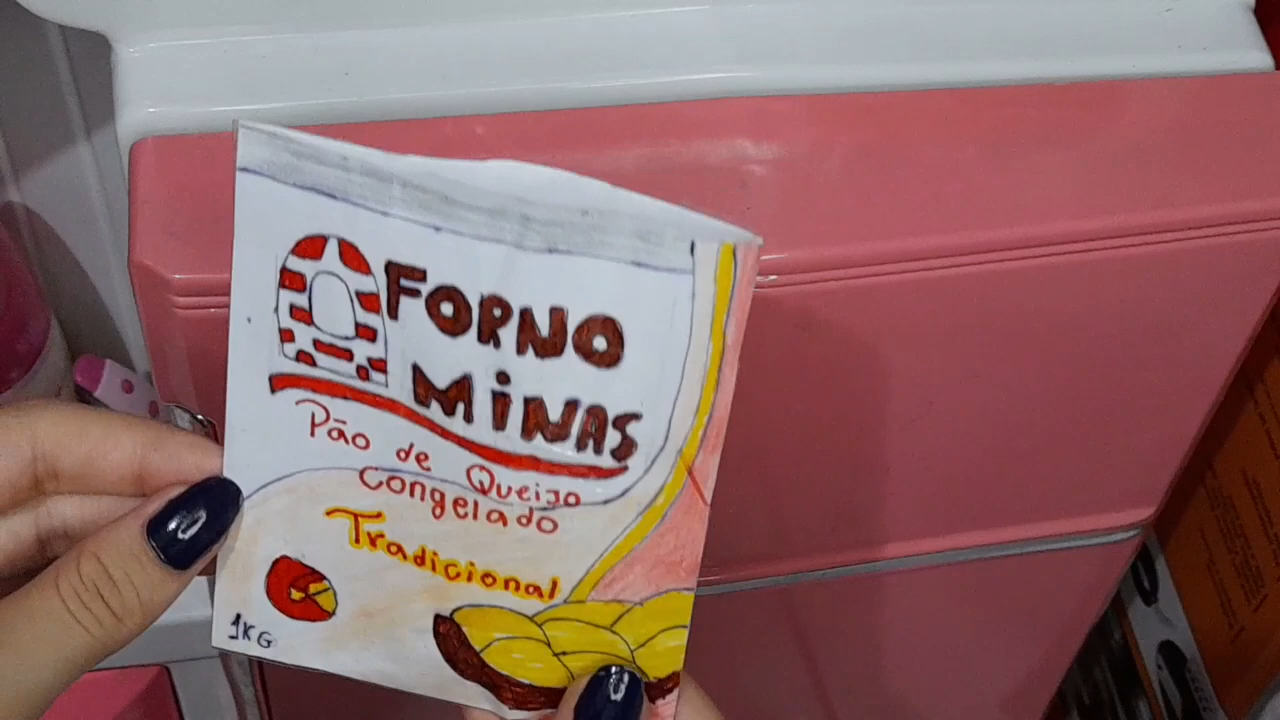 FORNO
MiNAS
Pão de Queijo
Congelado
Tradicional
1KG